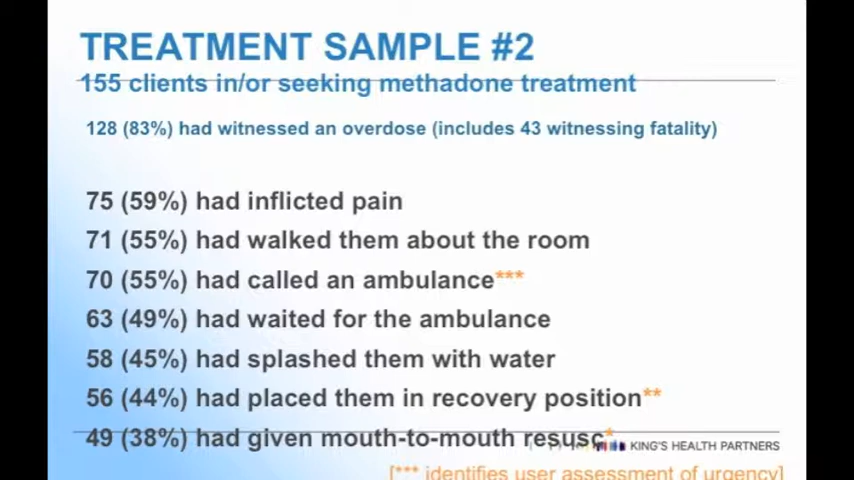 TREATMENT SAMPLE #2
155 clients in/or seeking methadone treatment
128 (83%) had witnessed an overdose (includes 43 witnessing fatality)
75 (59%) had inflicted pain
71 (55%) had walked them about the room
70 (55%) had called an ambulance***
63 (49%) had waited for the ambulance
58 (45%) had splashed them with water
56 (44%) had placed them in recovery position**
49 (38%) had given mouth-to-mouth resusc*
KING'S HEALTH PARTNERS
[*** identifies user assessment of urgency]